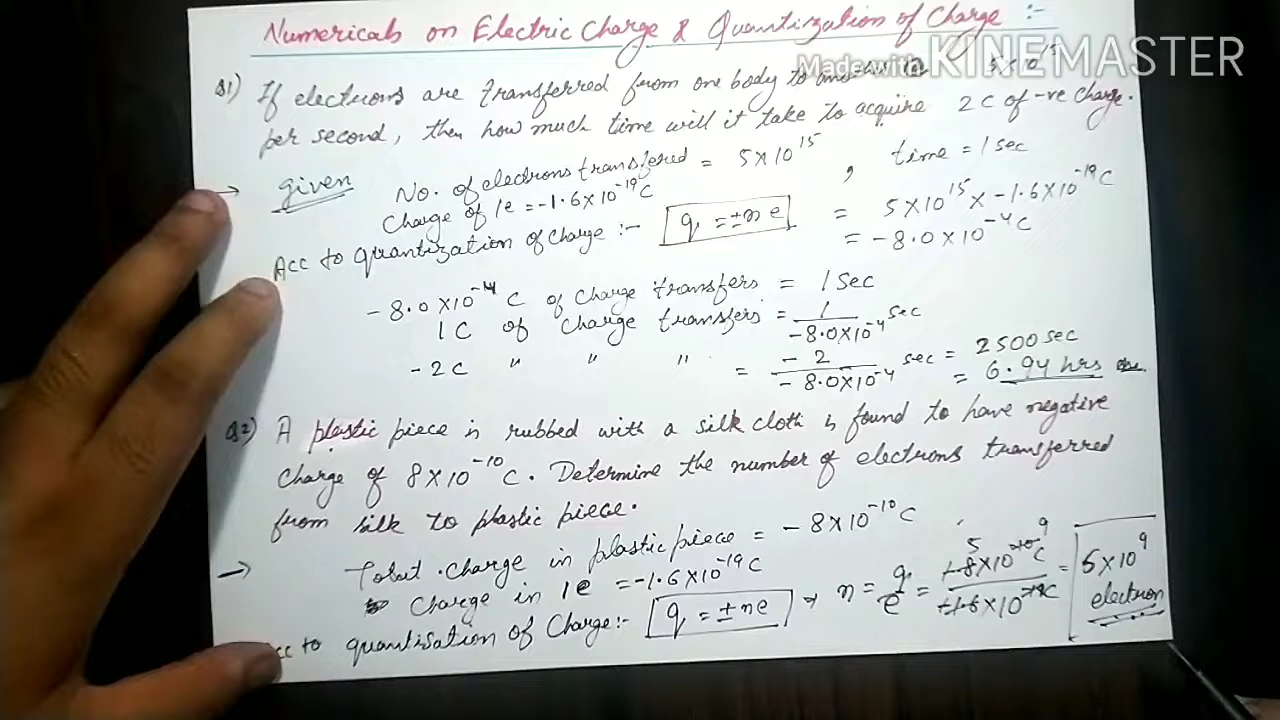 Numericals on Electric Charge & Quantization of Charge :-
Made with KINEMASTER
Q1) If electrons are transferred from one body to 5×10^15
per second, then how much time will it take to acquire 2 C of -ve charge.
→ given No. of electrons transfered = 5×10^15 , time = 1 sec
Charge of 1e = -1.6×10^-19 C
Acc to quantization of charge :- q = ±ne = 5×10^15 × -1.6×10^-19 C
= -8.0×10^-4 C
-8.0×10^-4 C of charge transfers = 1 Sec
1C of charge transfers = 1/-8.0×10^-4 sec
-2C " " " = -2/-8.0×10^-4 sec = 2500 sec
= 6.94 hrs
Q2) A plastic piece is rubbed with a silk cloth is found to have negative
charge of 8×10^-10 C. Determine the number of electrons transferred
from silk to plastic piece.
→ Total charge in plastic piece = -8×10^-10 C
Charge in 1e = -1.6×10^-19 C
to quantisation of Charge:- q = ±ne → n = q/e = -8×10^-10 C/-1.6×10^-19 C = 5×10^9
electron